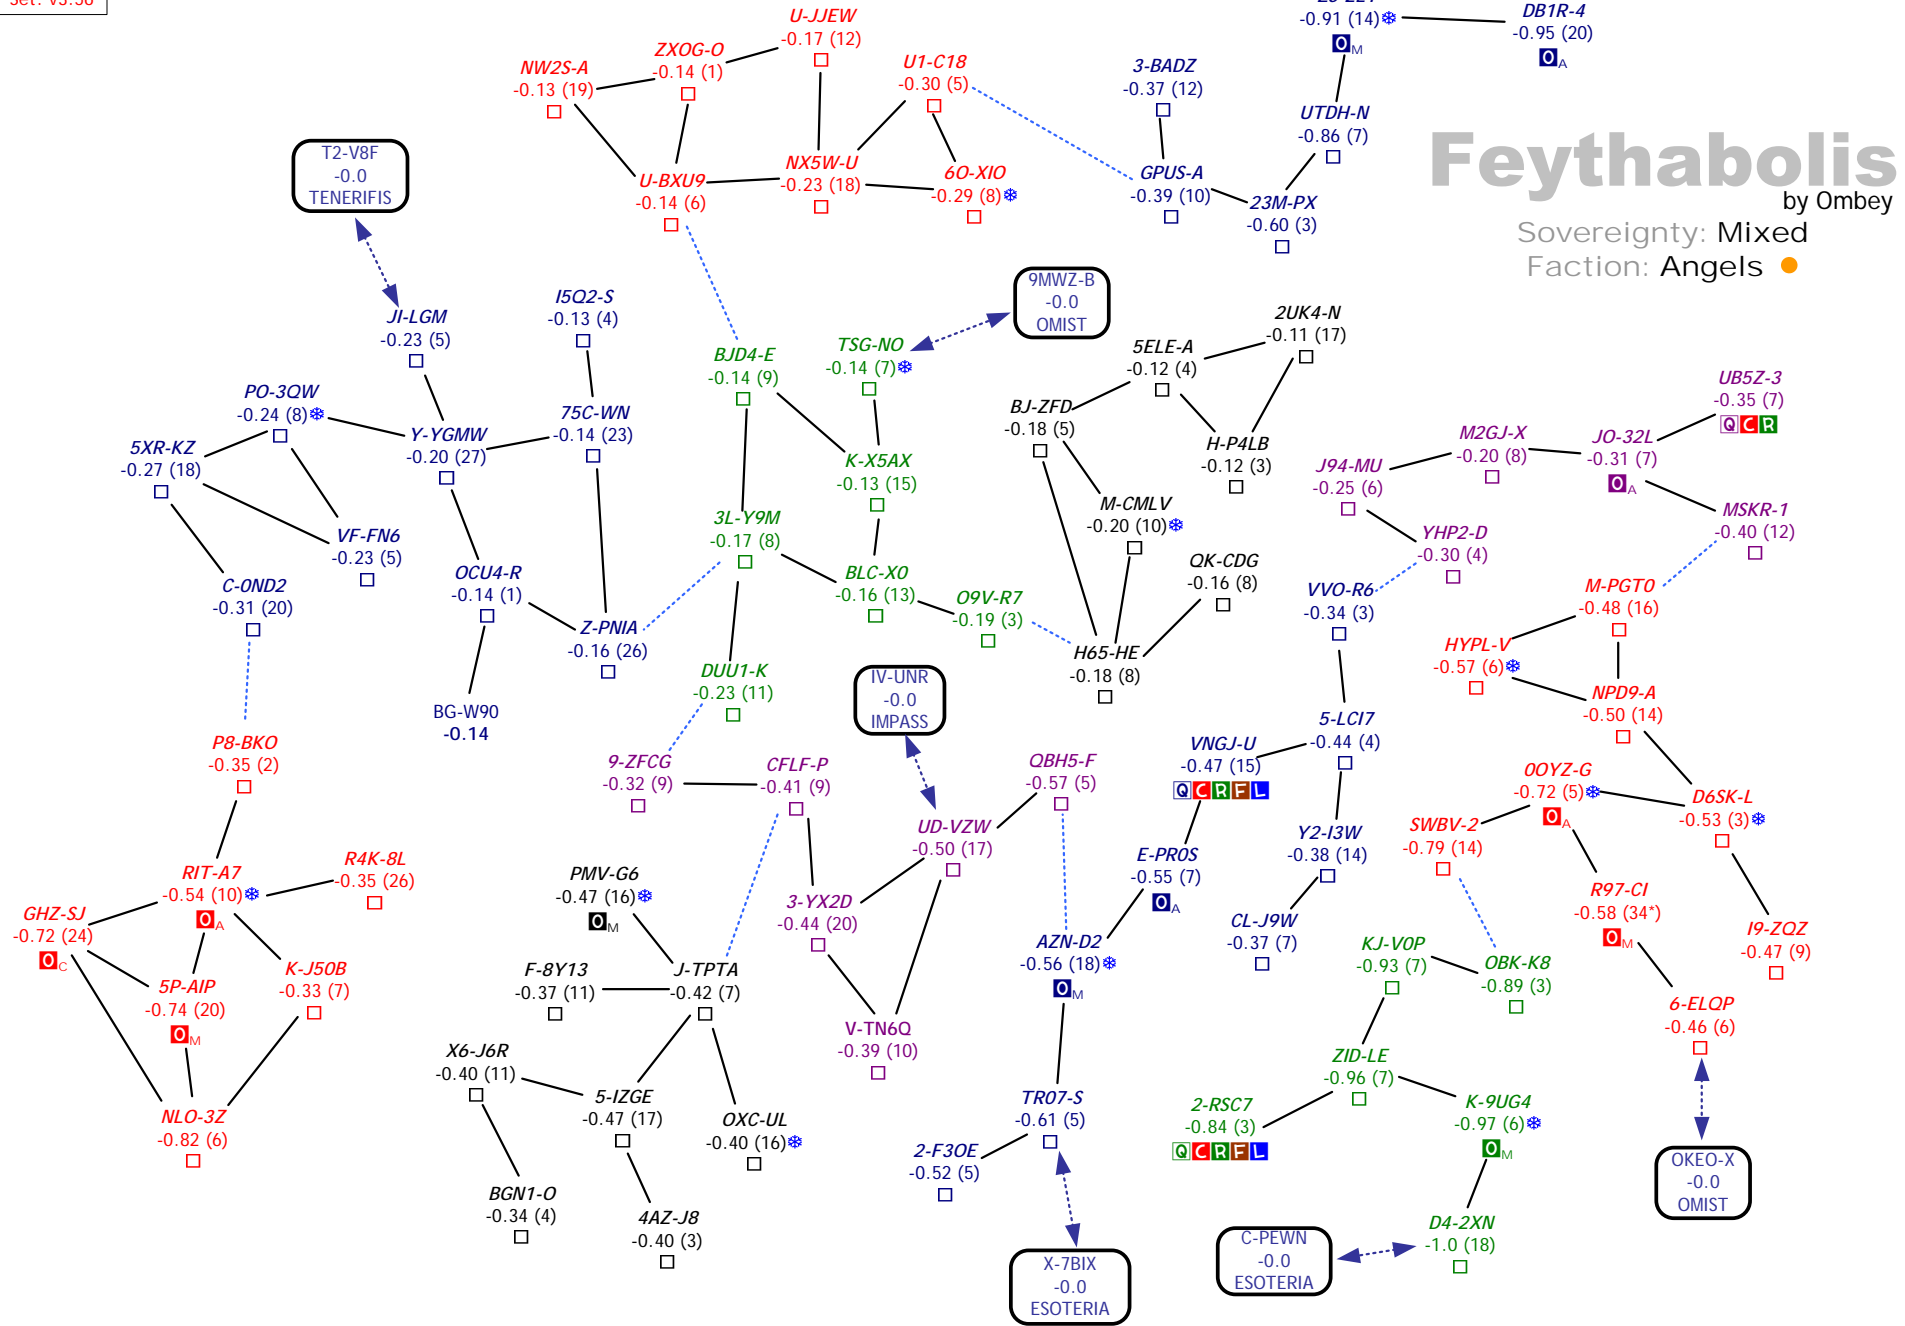 Set: v3.56
U-JJEW
-0.17 (12)
-0.91 (14)
O M
DB1R-4
-0.95 (20)
O A
ZXOG-O
-0.14 (1)
NW2S-A
-0.13 (19)
U1-C18
-0.30 (5)
3-BADZ
-0.37 (12)
UTDH-N
-0.86 (7)
Feythabolis
by Ombey
Sovereignty: Mixed
Faction: Angels
T2-V8F
-0.0
TENERIFIS
U-BXU9
-0.14 (6)
NX5W-U
-0.23 (18)
6O-XIO
-0.29 (8)
GPUS-A
-0.39 (10)
23M-PX
-0.60 (3)
9MWZ-B
-0.0
OMIST
JI-LGM
-0.23 (5)
I5Q2-S
-0.13 (4)
BJD4-E
-0.14 (9)
TSG-NO
-0.14 (7)
5ELE-A
-0.12 (4)
2UK4-N
-0.11 (17)
PO-3QW
-0.24 (8)
5XR-KZ
-0.27 (18)
Y-YGMW
-0.20 (27)
75C-WN
-0.14 (23)
K-X5AX
-0.13 (15)
BJ-ZFD
-0.18 (5)
H-P4LB
-0.12 (3)
UB5Z-3
-0.35 (7)
Q C R
M2GJ-X
-0.20 (8)
JO-32L
-0.31 (7)
O A
J94-MU
-0.25 (6)
VF-FN6
-0.23 (5)
3L-Y9M
-0.17 (8)
M-CMLV
-0.20 (10)
YHP2-D
-0.30 (4)
MSKR-1
-0.40 (12)
C-0ND2
-0.31 (20)
OCU4-R
-0.14 (1)
Z-PNIA
-0.16 (26)
BLC-X0
-0.16 (13)
O9V-R7
-0.19 (3)
QK-CDG
-0.16 (8)
VVO-R6
-0.34 (3)
M-PGT0
-0.48 (16)
H65-HE
-0.18 (8)
HYPL-V
-0.57 (6)
BG-W90
-0.14
DUU1-K
-0.23 (11)
IV-UNR
-0.0
IMPASS
NPD9-A
-0.50 (14)
P8-BKO
-0.35 (2)
9-ZFCG
-0.32 (9)
CFLF-P
-0.41 (9)
QBH5-F
-0.57 (5)
VNGJ-U
-0.47 (15)
Q C R F L
5-LCI7
-0.44 (4)
0OYZ-G
-0.72 (5)
O A
D6SK-L
-0.53 (3)
UD-VZW
-0.50 (17)
E-PR0S
-0.55 (7)
O A
Y2-I3W
-0.38 (14)
SWBV-2
-0.79 (14)
RIT-A7
-0.54 (10)
O A
R4K-8L
-0.35 (26)
PMV-G6
-0.47 (16)
O M
3-YX2D
-0.44 (20)
R97-CI
-0.58 (34*)
O M
GHZ-SJ
-0.72 (24)
O C
CL-J9W
-0.37 (7)
I9-ZQZ
-0.47 (9)
K-J50B
-0.33 (7)
5P-AIP
-0.74 (20)
O M
F-8Y13
-0.37 (11)
J-TPTA
-0.42 (7)
AZN-D2
-0.56 (18)
O M
KJ-V0P
-0.93 (7)
OBK-K8
-0.89 (3)
6-ELQP
-0.46 (6)
V-TN6Q
-0.39 (10)
X6-J6R
-0.40 (11)
5-IZGE
-0.47 (17)
ZID-LE
-0.96 (7)
NLO-3Z
-0.82 (6)
OXC-UL
-0.40 (16)
TR07-S
-0.61 (5)
2-RSC7
-0.84 (3)
Q C R F L
K-9UG4
-0.97 (6)
O M
2-F3OE
-0.52 (5)
OKEO-X
-0.0
OMIST
BGN1-O
-0.34 (4)
4AZ-J8
-0.40 (3)
D4-2XN
-1.0 (18)
C-PEWN
-0.0
ESOTERIA
X-7BIX
-0.0
ESOTERIA